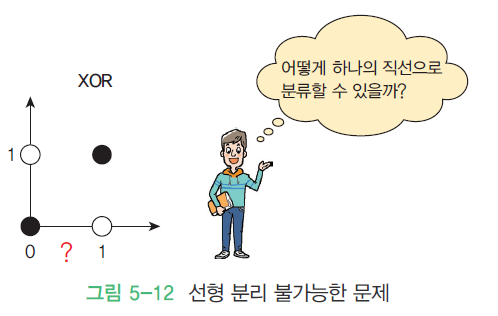 XOR
어떻게 하나의 직선으로
분류할 수 있을까?
1
0 ? 1
그림 5-12 선형 분리 불가능한 문제